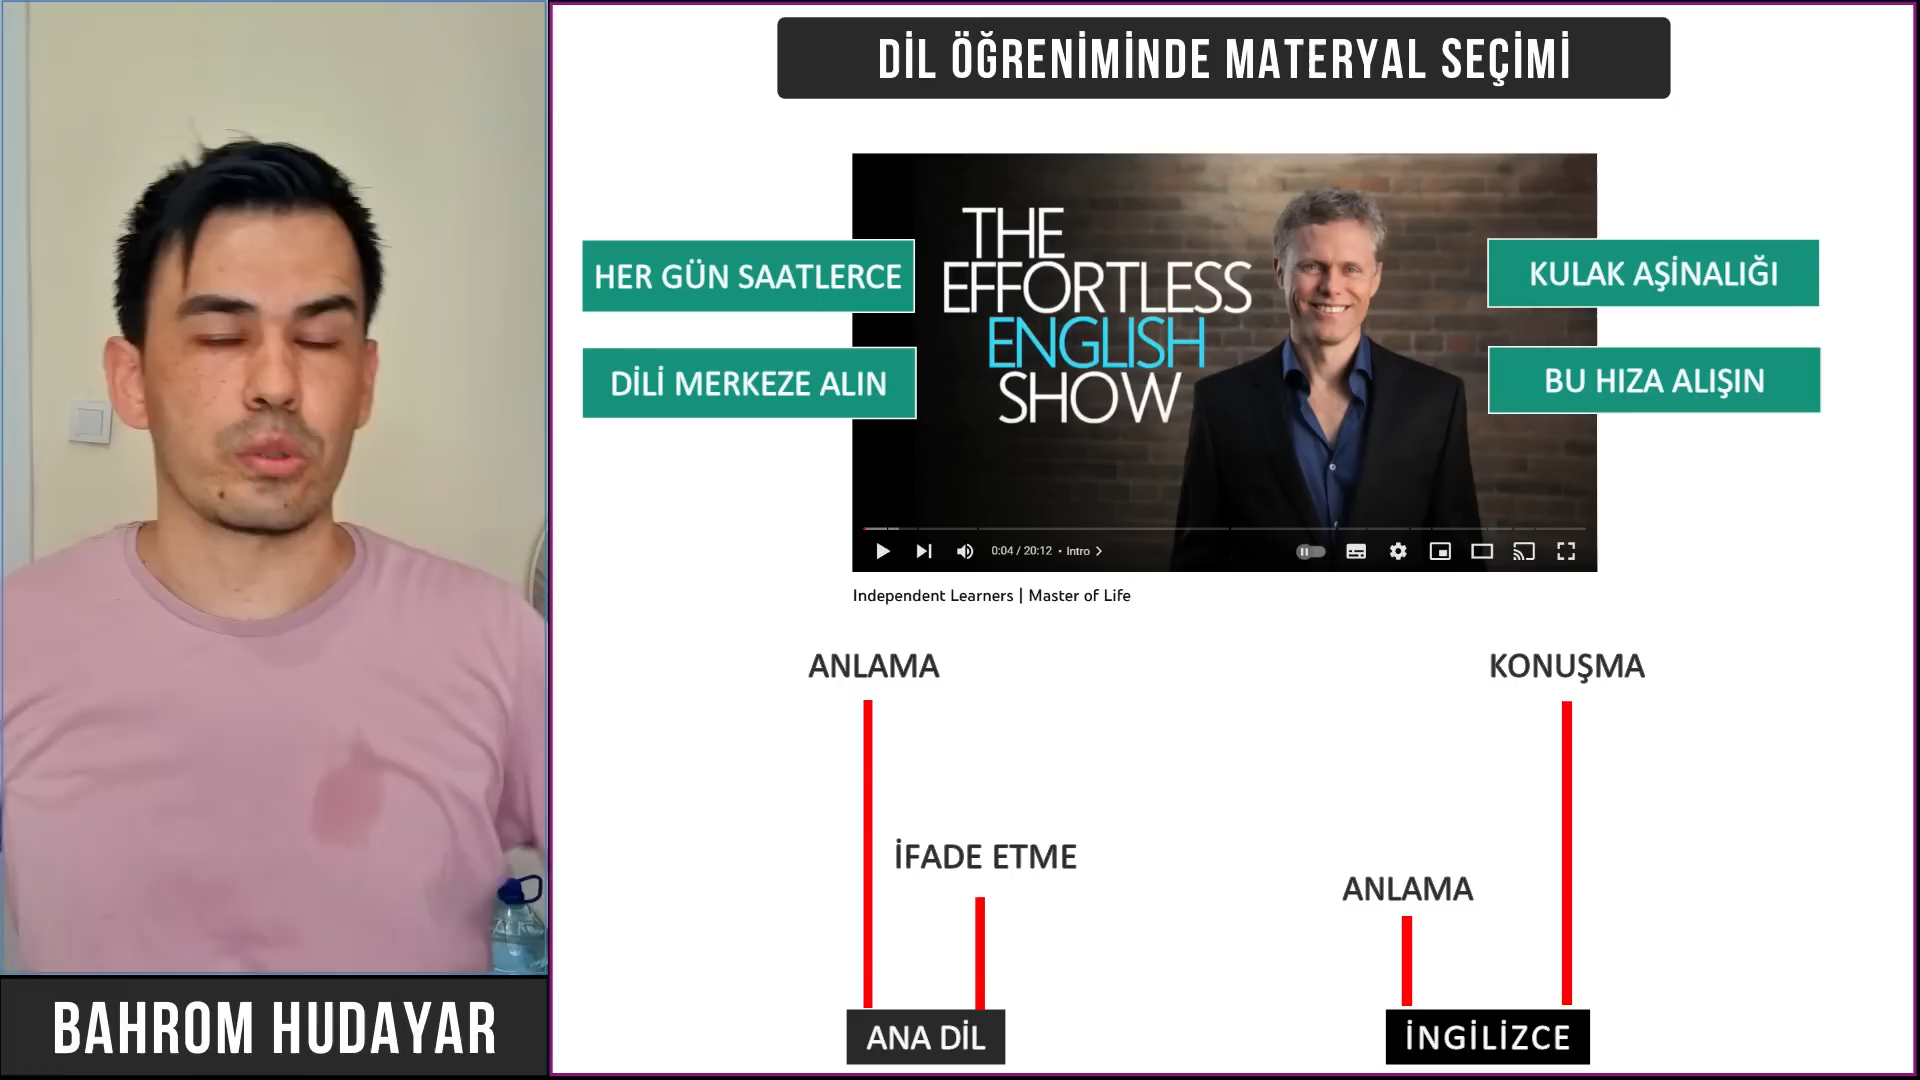 DİL ÖĞRENİMİNDE MATERYAL SEÇİMİ
HER GÜN SAATLERCE
DİLİ MERKEZE ALIN
THE
EFFORTLESS
ENGLISH
SHOW
KULAK AŞİNALIĞI
BU HIZA ALIŞIN
0:04 / 20:12 • Intro >
Independent Learners | Master of Life
ANLAMA
İFADE ETME
ANA DİL
KONUŞMA
ANLAMA
İNGİLİZCE
BAHROM HUDAYAR